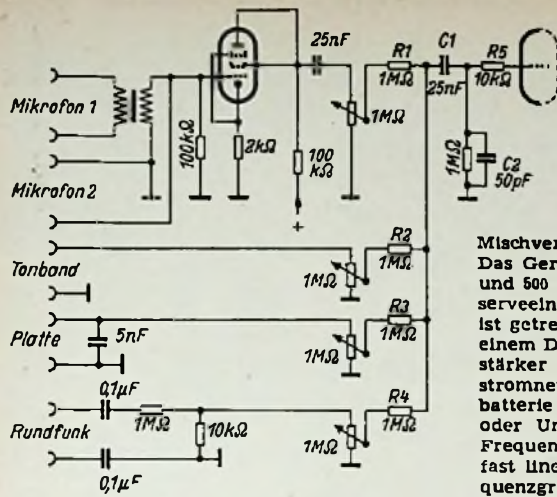 25nF
R1
1MΩ
C1
25nF
R5
10kΩ
Mikrofon 1
1MΩ
100kΩ
2kΩ
100
kΩ
+
1MΩ
C2
50pF
Mikrofon 2
R2
1MΩ
1MΩ
Tonband
R3
1MΩ
Platte
5nF
1MΩ
0,1µF
R4
1MΩ
1MΩ
10kΩ
1MΩ
Rundfunk
0,1µF
Mischver
Das Ger
und 500
serveein
ist getre
einem D
stärker
stromnet
batterie
oder Un
Frequen
fast line
quenzgr